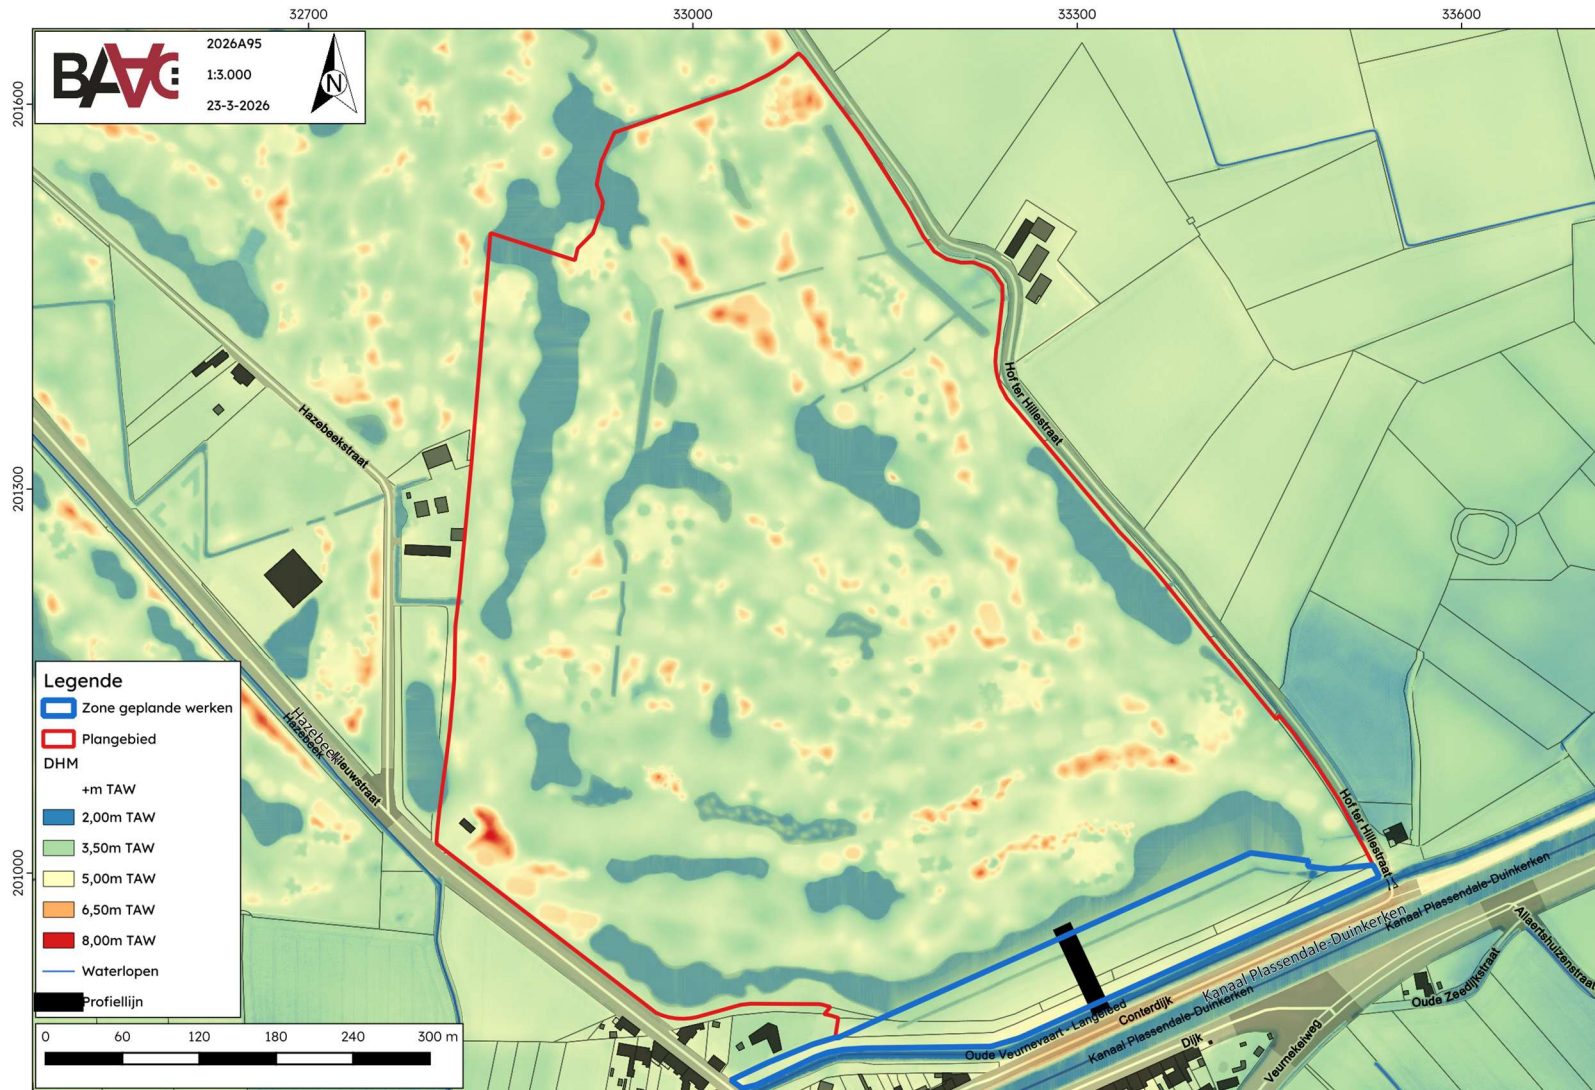 32700
33000
33300
33600
201600
201300
201000
BAAC
2026A95
1:3.000
23-3-2026
N
Hazebeekstraat
Hof ter Hillestraat
Hazebeek
Nieuwstraat
Hof ter Hillestraat
Kanaal Plassendale-Duinkerken
Kanaal Plassendale-Duinkerken
Conterdijk
Oude Veurnevaart - Langeleed
Kanaal Plassendale-Duinkerken
Dijk
Veurnekeiweg
Oude Zeedijkstraat
Allaertshuizenstraat
Legende
Zone geplande werken
Plangebied
DHM
+m TAW
2,00m TAW
3,50m TAW
5,00m TAW
6,50m TAW
8,00m TAW
Waterlopen
Profiellijn
0 60 120 180 240 300 m